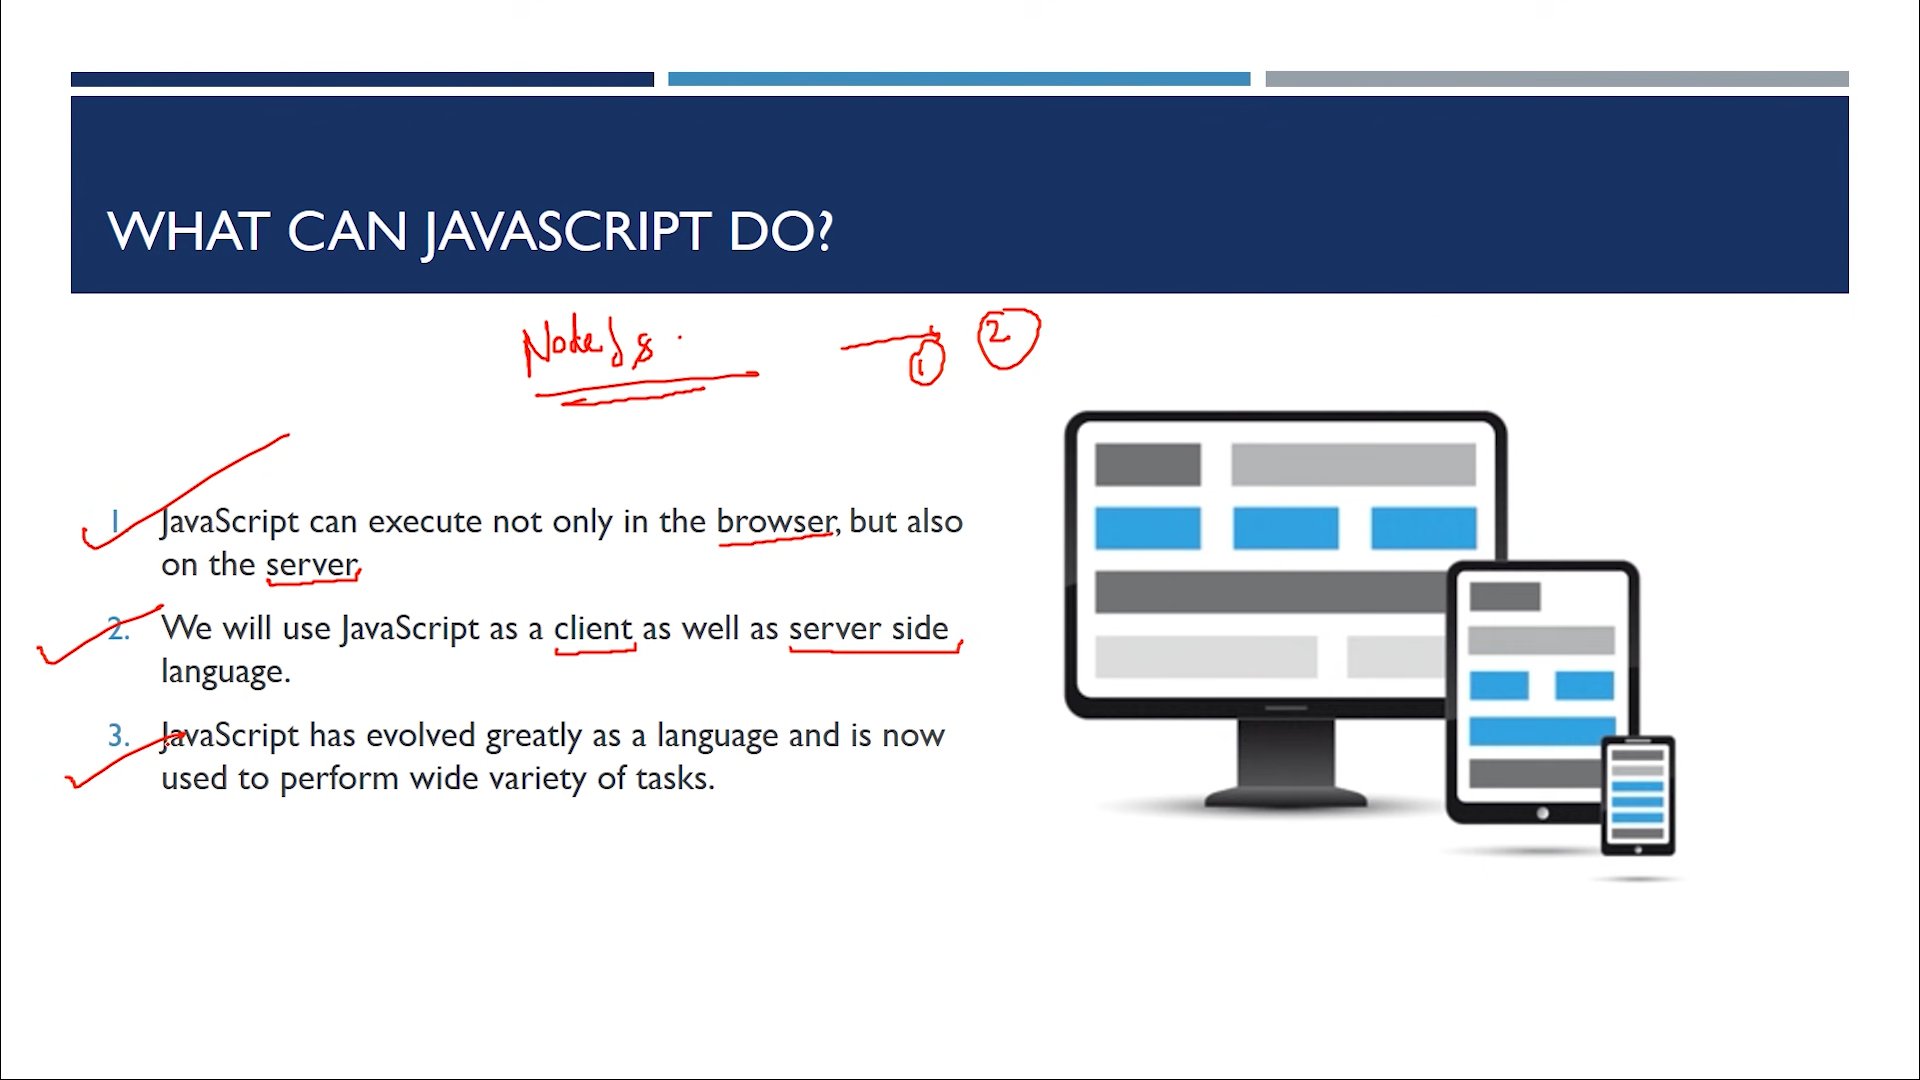 WHAT CAN JAVASCRIPT DO?
NodeJs.
1
2
1. JavaScript can execute not only in the browser, but also
on the server.
2. We will use JavaScript as a client as well as server side
language.
3. JavaScript has evolved greatly as a language and is now
used to perform wide variety of tasks.